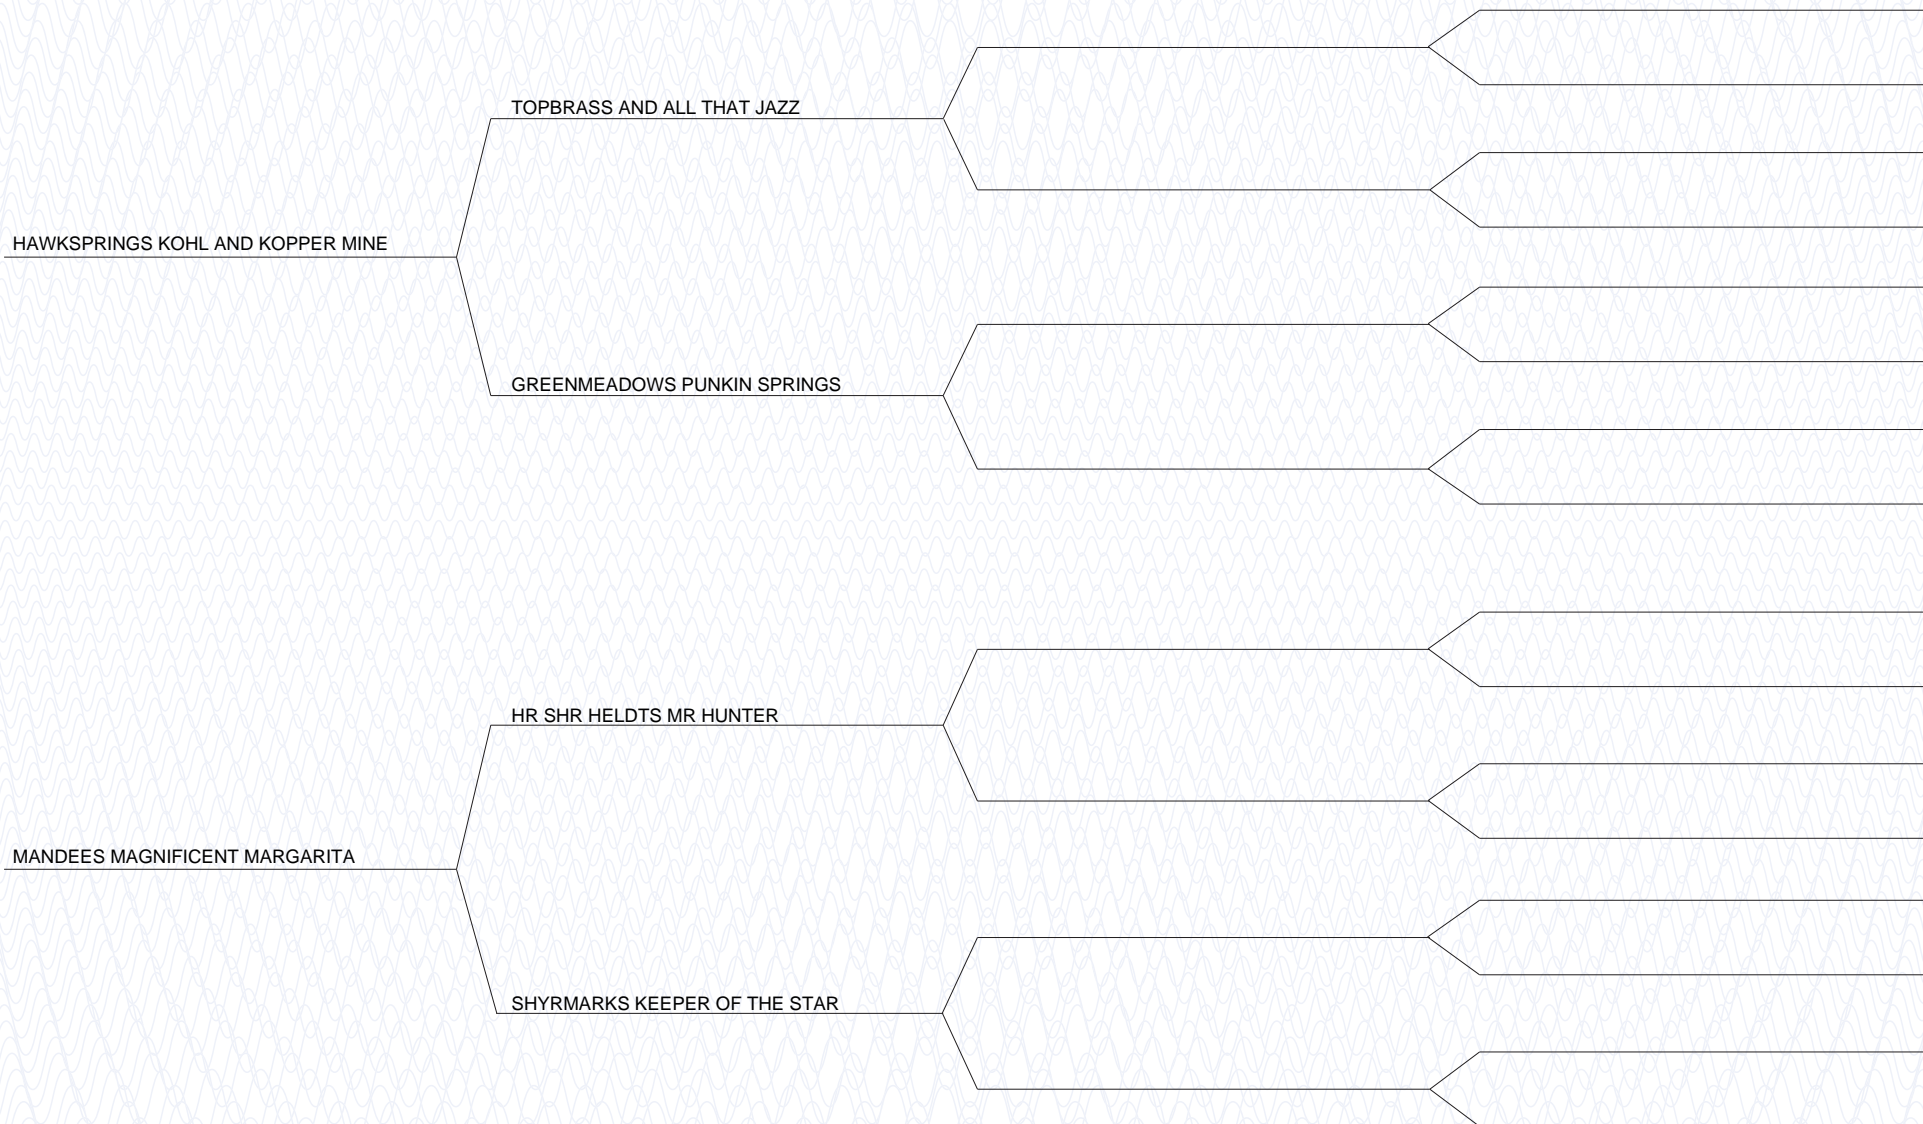 TOPBRASS AND ALL THAT JAZZ
HAWKSPRINGS KOHL AND KOPPER MINE
GREENMEADOWS PUNKIN SPRINGS
HR SHR HELDTS MR HUNTER
MANDEES MAGNIFICENT MARGARITA
SHYRMARKS KEEPER OF THE STAR